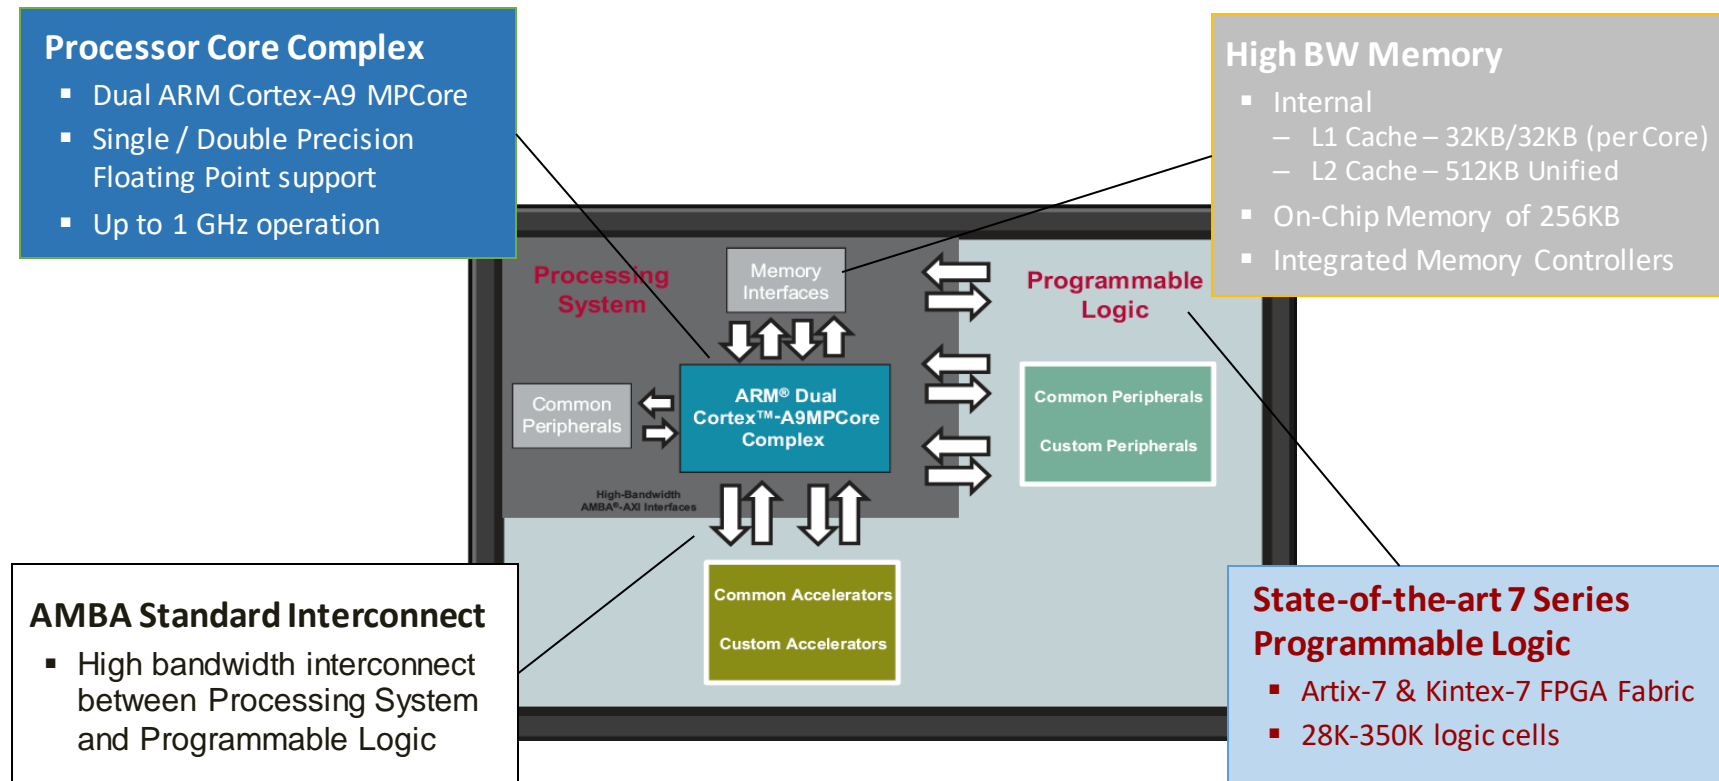 Processor Core Complex
▪ Dual ARM Cortex-A9 MPCore
▪ Single / Double Precision
Floating Point support
▪ Up to 1 GHz operation
High BW Memory
▪ Internal
– L1 Cache – 32KB/32KB (per Core)
– L2 Cache – 512KB Unified
▪ On-Chip Memory of 256KB
▪ Integrated Memory Controllers
Processing
System
Memory
Interfaces
Programmable
Logic
Common
Peripherals
ARM® Dual
Cortex™-A9MPCore
Complex
Common Peripherals
Custom Peripherals
High-Bandwidth
AMBA®-AXI Interfaces
Common Accelerators
Custom Accelerators
AMBA Standard Interconnect
▪ High bandwidth interconnect
between Processing System
and Programmable Logic
State-of-the-art 7 Series
Programmable Logic
▪ Artix-7 & Kintex-7 FPGA Fabric
▪ 28K-350K logic cells